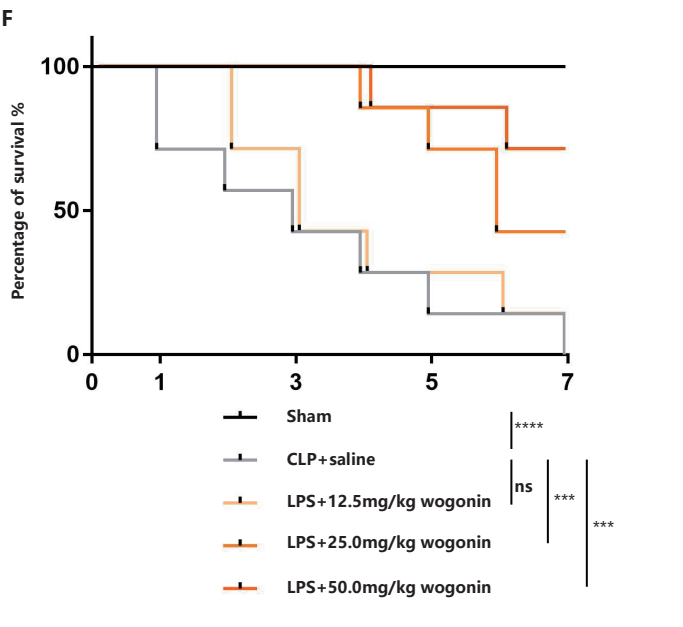 F
Percentage of survival %
100
50
0
0 1 3 5 7
Sham
****
CLP+saline
ns
LPS+12.5mg/kg wogonin
***
***
LPS+25.0mg/kg wogonin
LPS+50.0mg/kg wogonin